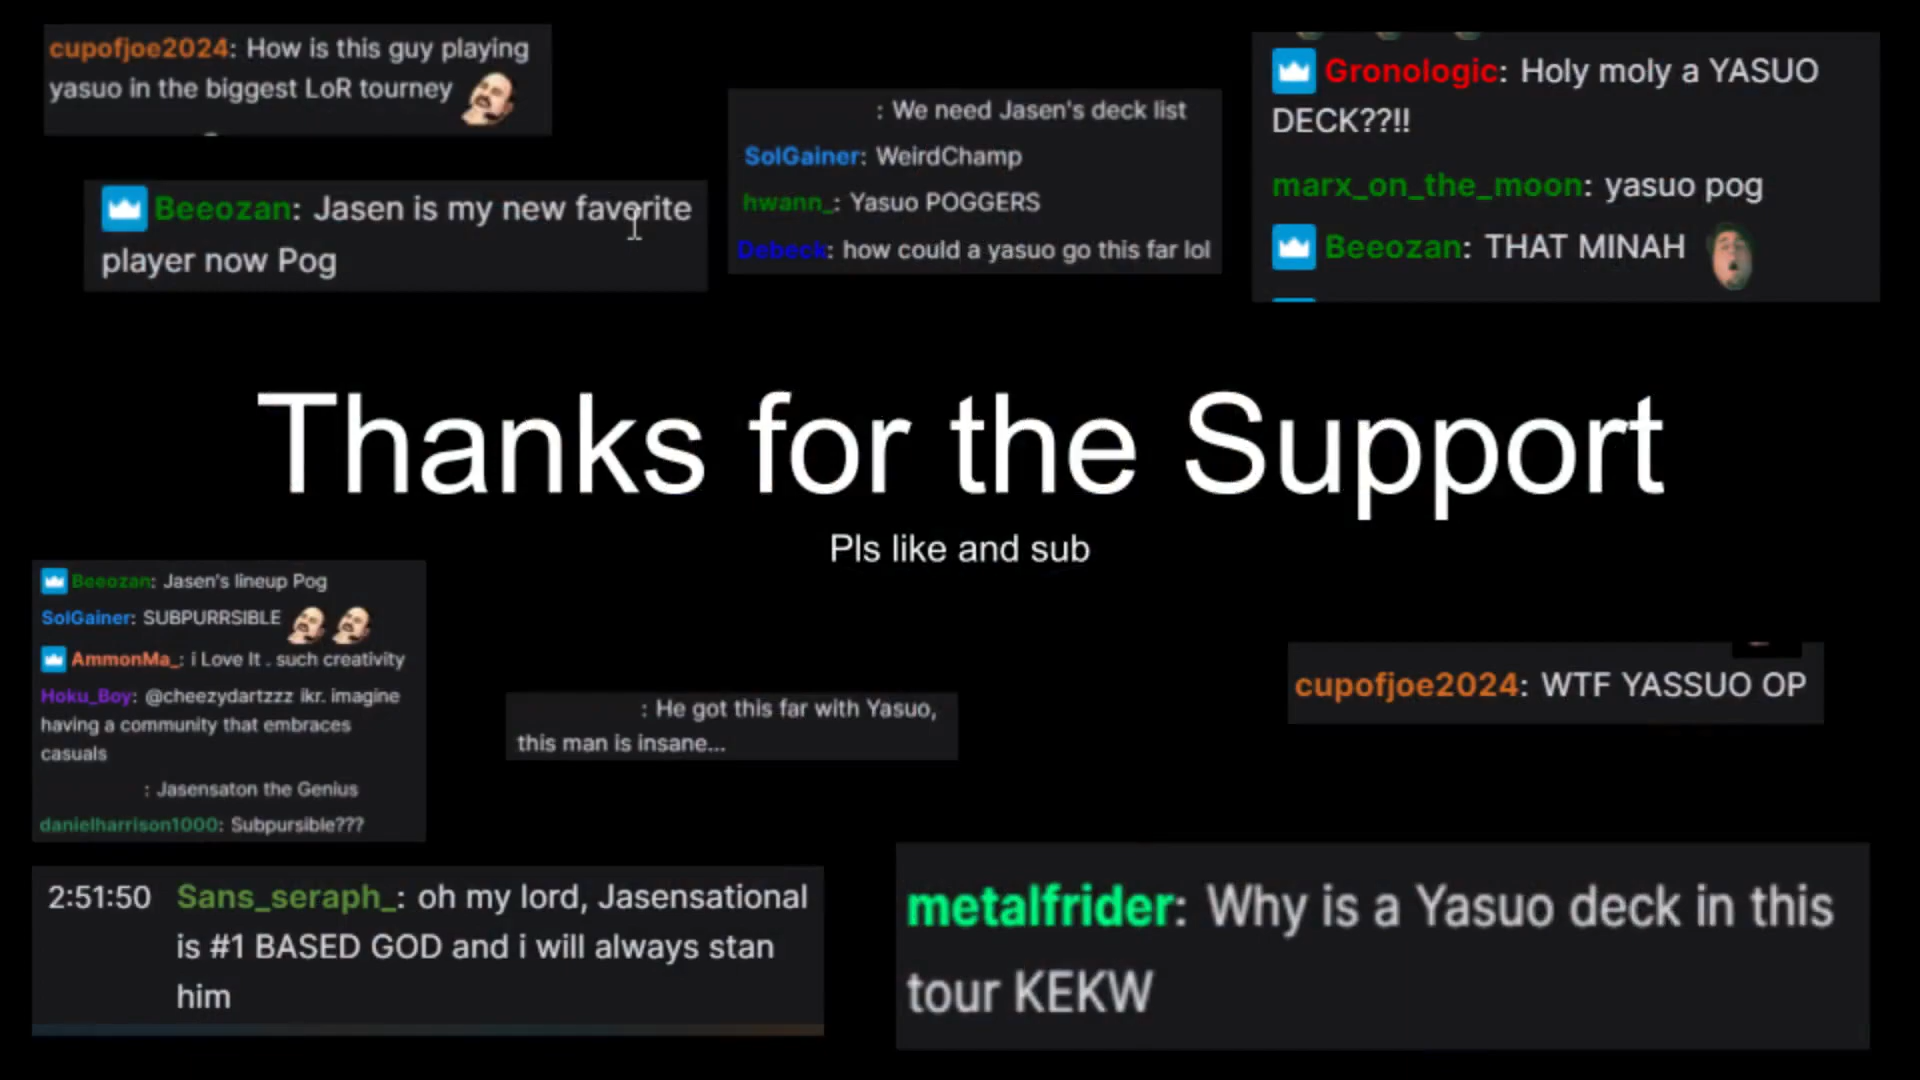 cupofjoe2024: How is this guy playing
yasuo in the biggest LoR tourney
Beeozan: Jasen is my new favorite
player now Pog
: We need Jasen's deck list
SolGainer: WeirdChamp
hwann_: Yasuo POGGERS
Debeck: how could a yasuo go this far lol
Gronologic: Holy moly a YASUO
DECK??!!
marx_on_the_moon: yasuo pog
Beeozan: THAT MINAH
Thanks for the Support
Pls like and sub
Beeozan: Jasen's lineup Pog
SolGainer: SUBPURRSIBLE
AmmonMa_: i Love It . such creativity
Hoku_Boy: @cheezydartzzz ikr. imagine
having a community that embraces
casuals
: Jasensaton the Genius
danielharrison1000: Subpursible???
: He got this far with Yasuo,
this man is insane...
cupofjoe2024: WTF YASSUO OP
2:51:50 Sans_seraph_: oh my lord, Jasensational
is #1 BASED GOD and i will always stan
him
metalfrider: Why is a Yasuo deck in this
tour KEKW